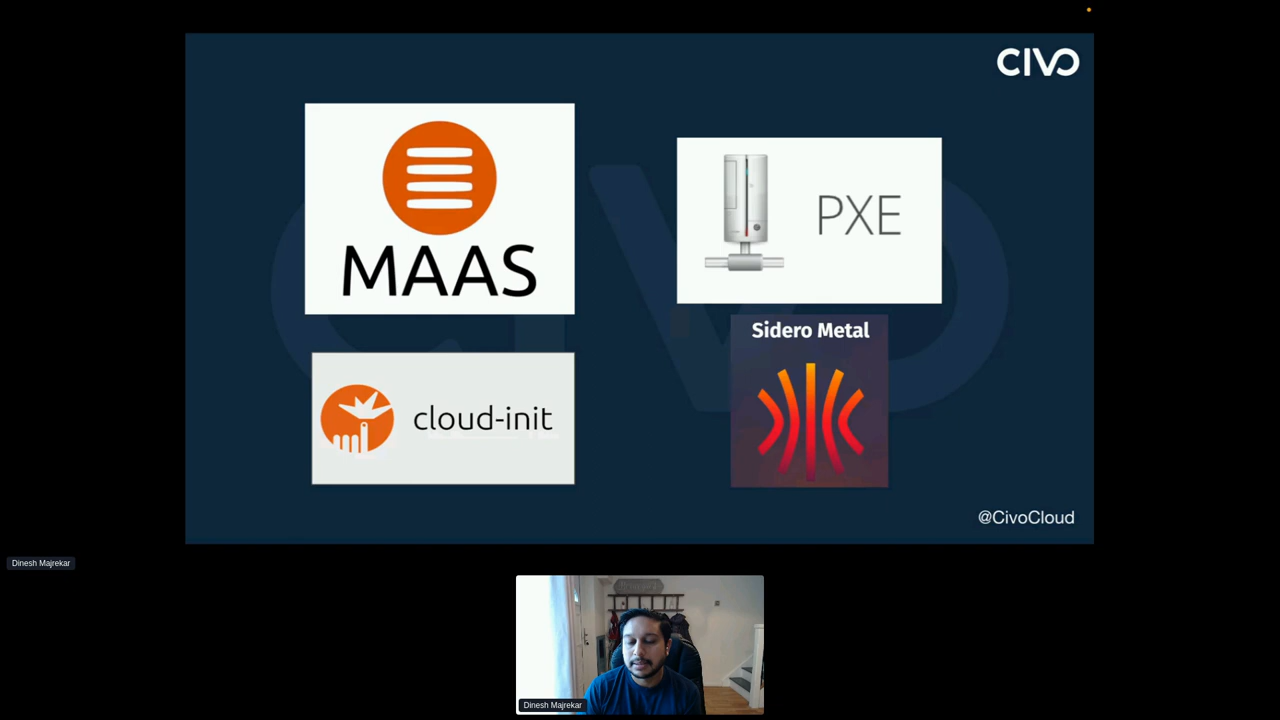 CIVO
MAAS
PXE
Sidero Metal
cloud-init
@CivoCloud
Dinesh Majrekar
Dinesh Majrekar